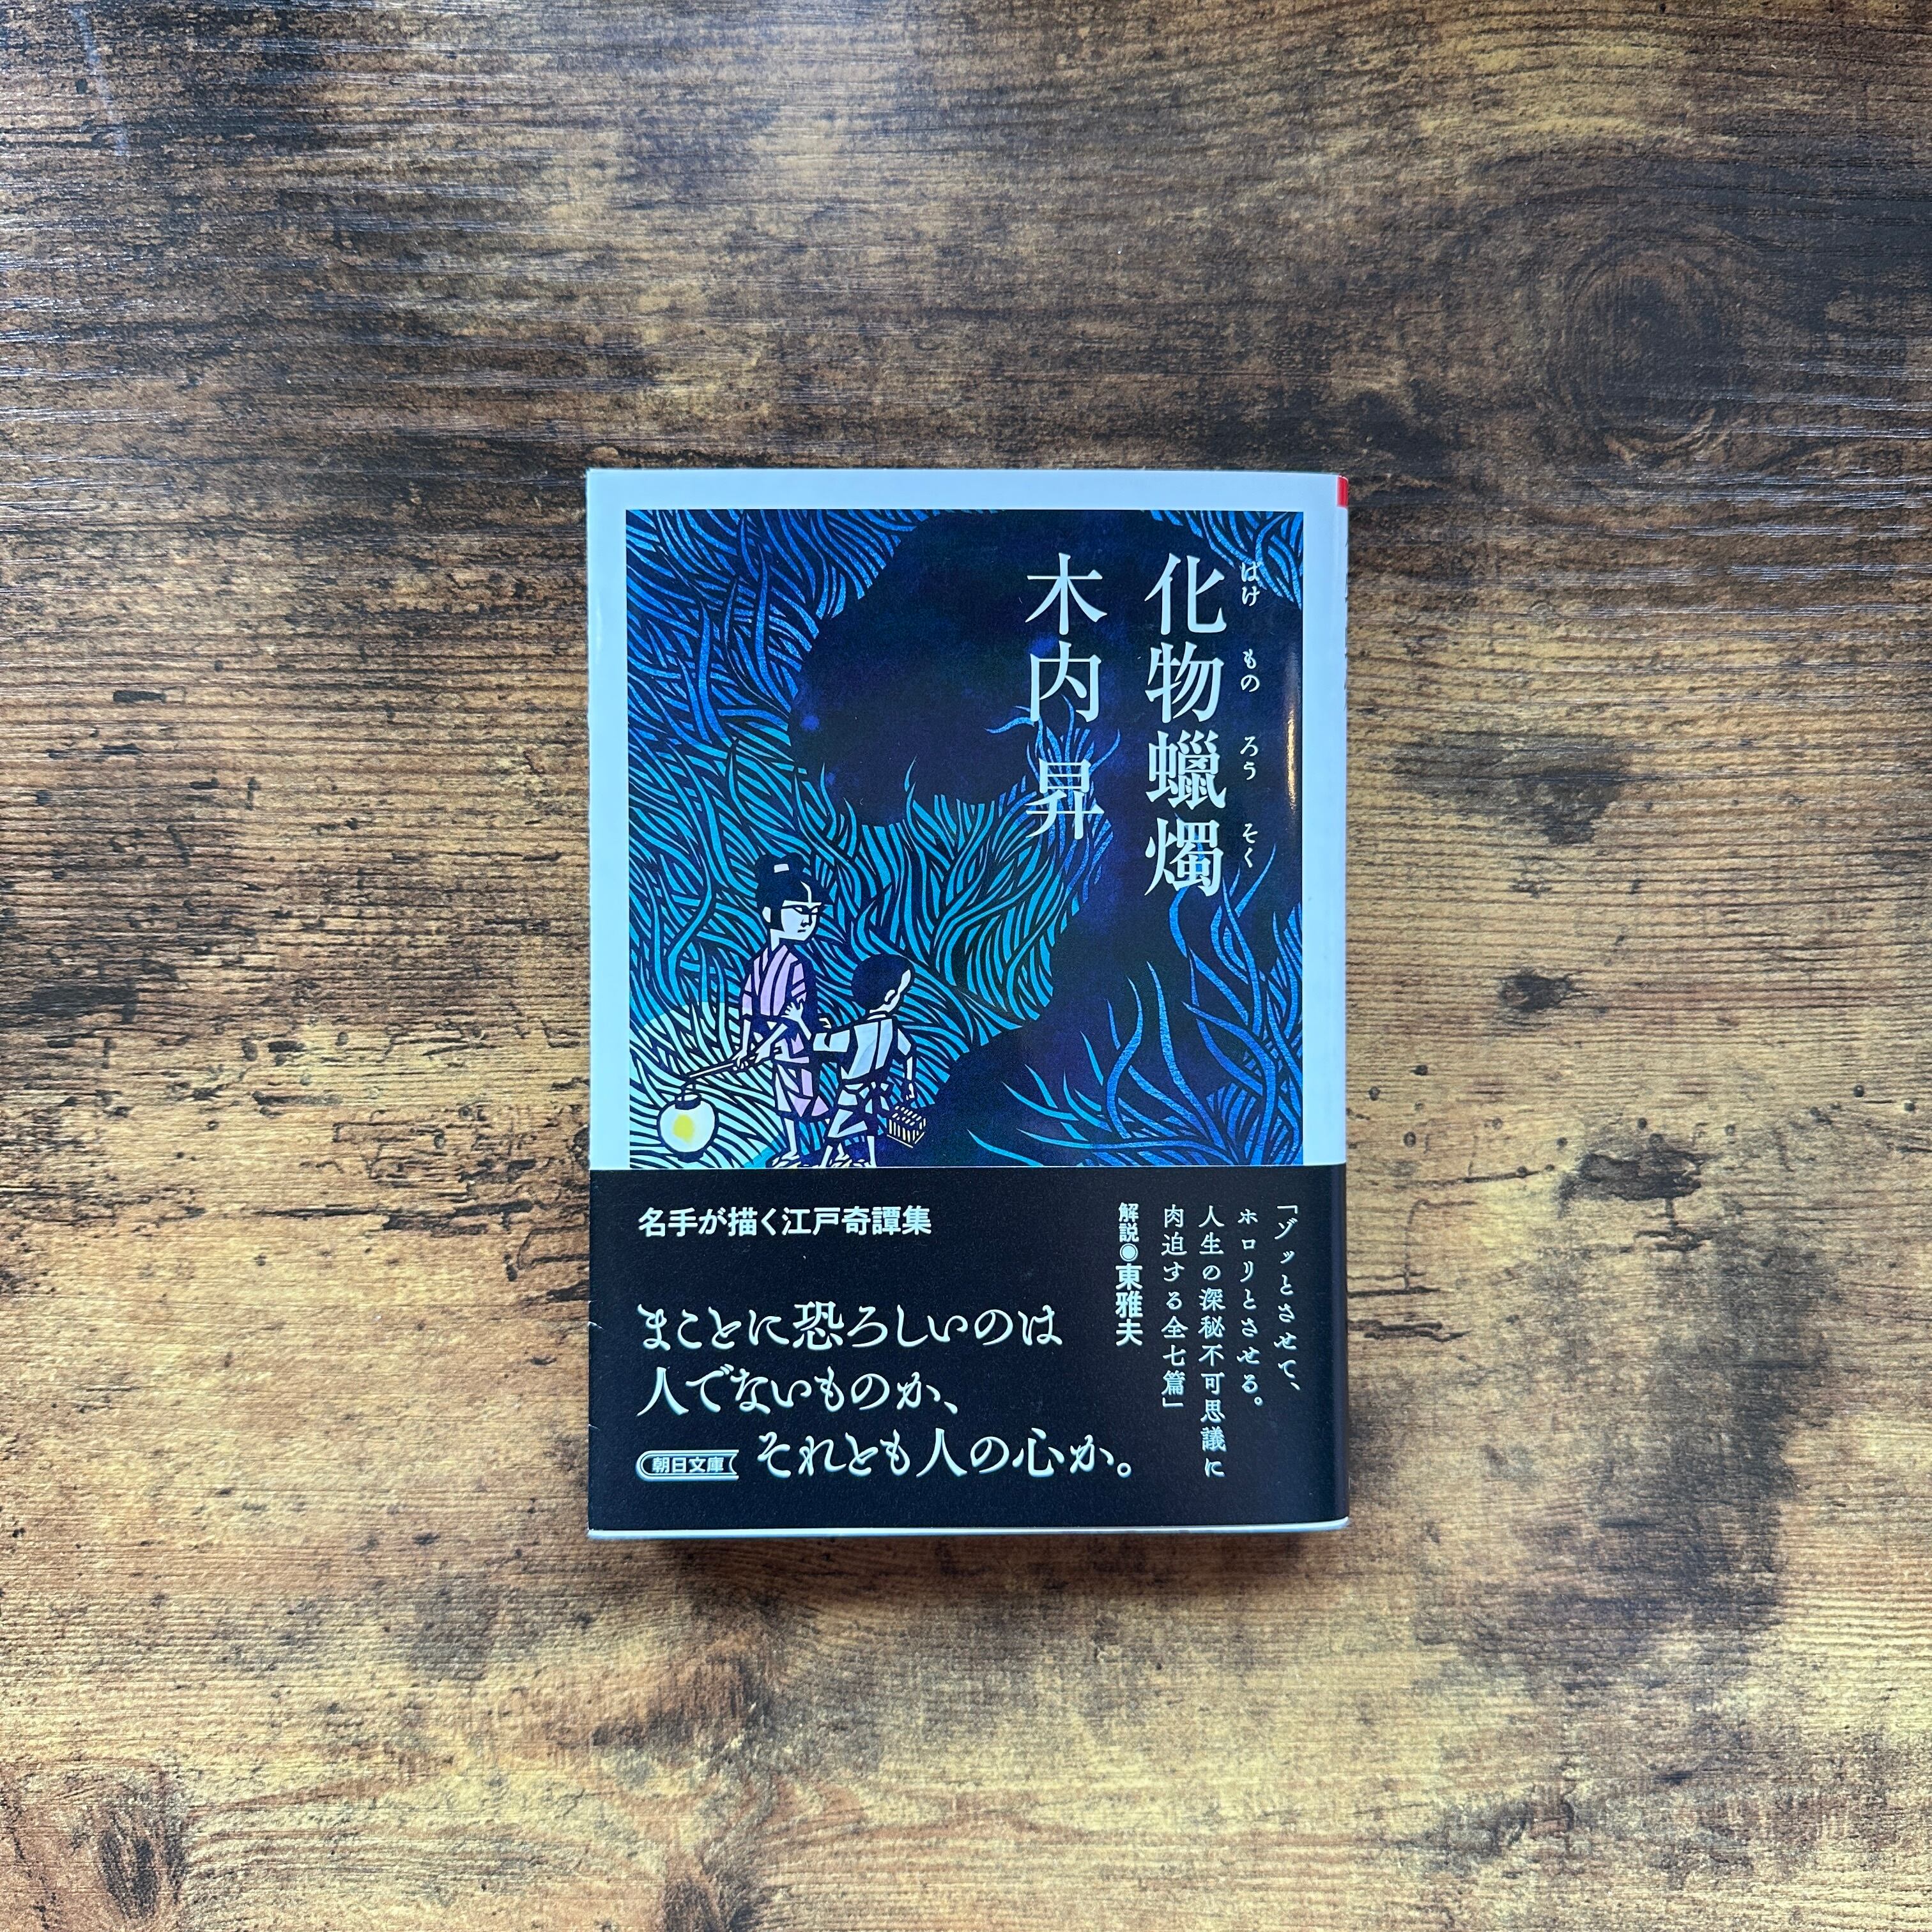 化物蠟燭
ばけ もの ろう そく
木内 昇
「ゾッとさせて、
ホロリとさせる。
人生の深秘不可思議に
肉迫する全七篇」
解説◉東雅夫
名手が描く江戸奇譚集
まことに恐ろしいのは
人でないものか、
それとも人の心か。
朝日文庫